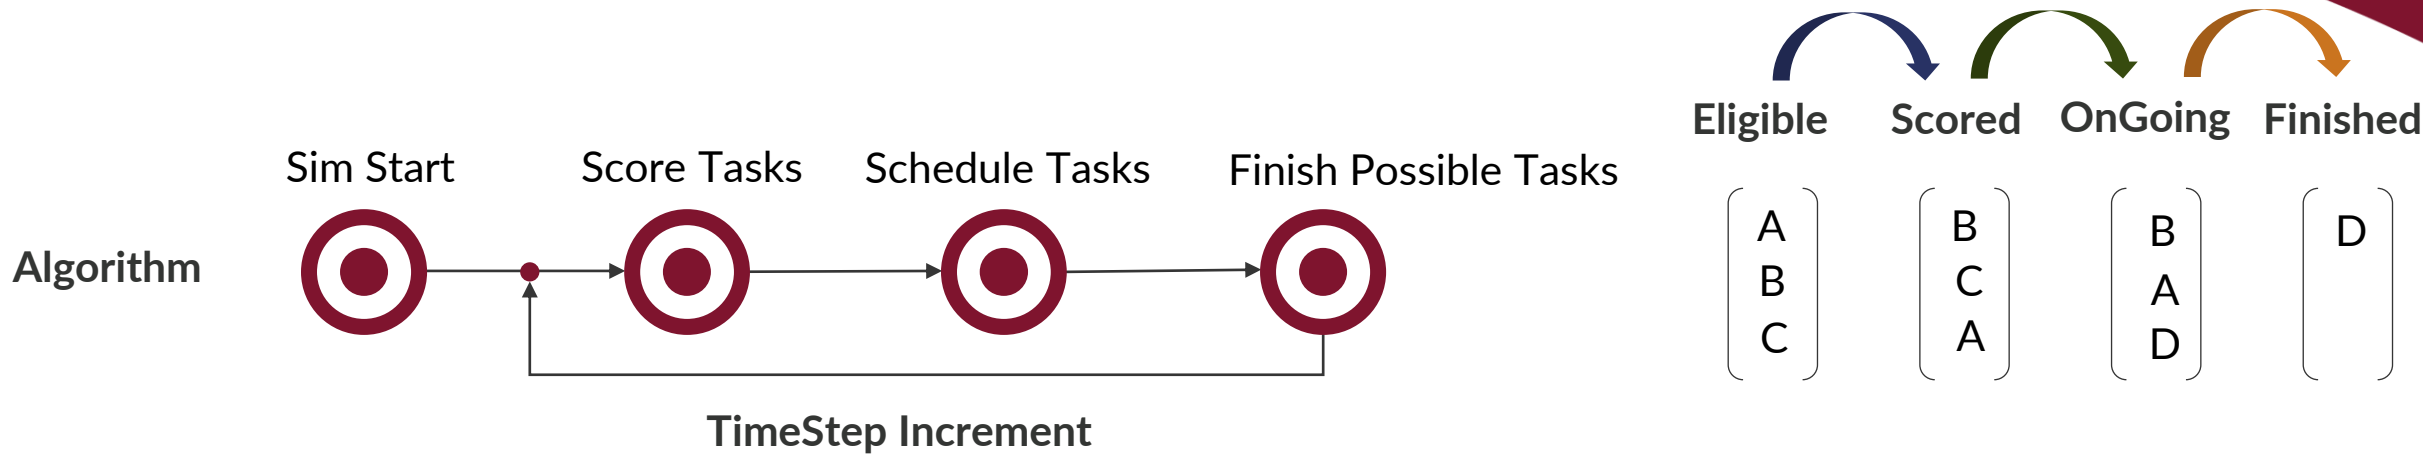 Algorithm
Sim Start
Score Tasks
Schedule Tasks
Finish Possible Tasks
TimeStep Increment
Eligible
Scored
OnGoing
Finished
A
B
C
B
C
A
B
A
D
D